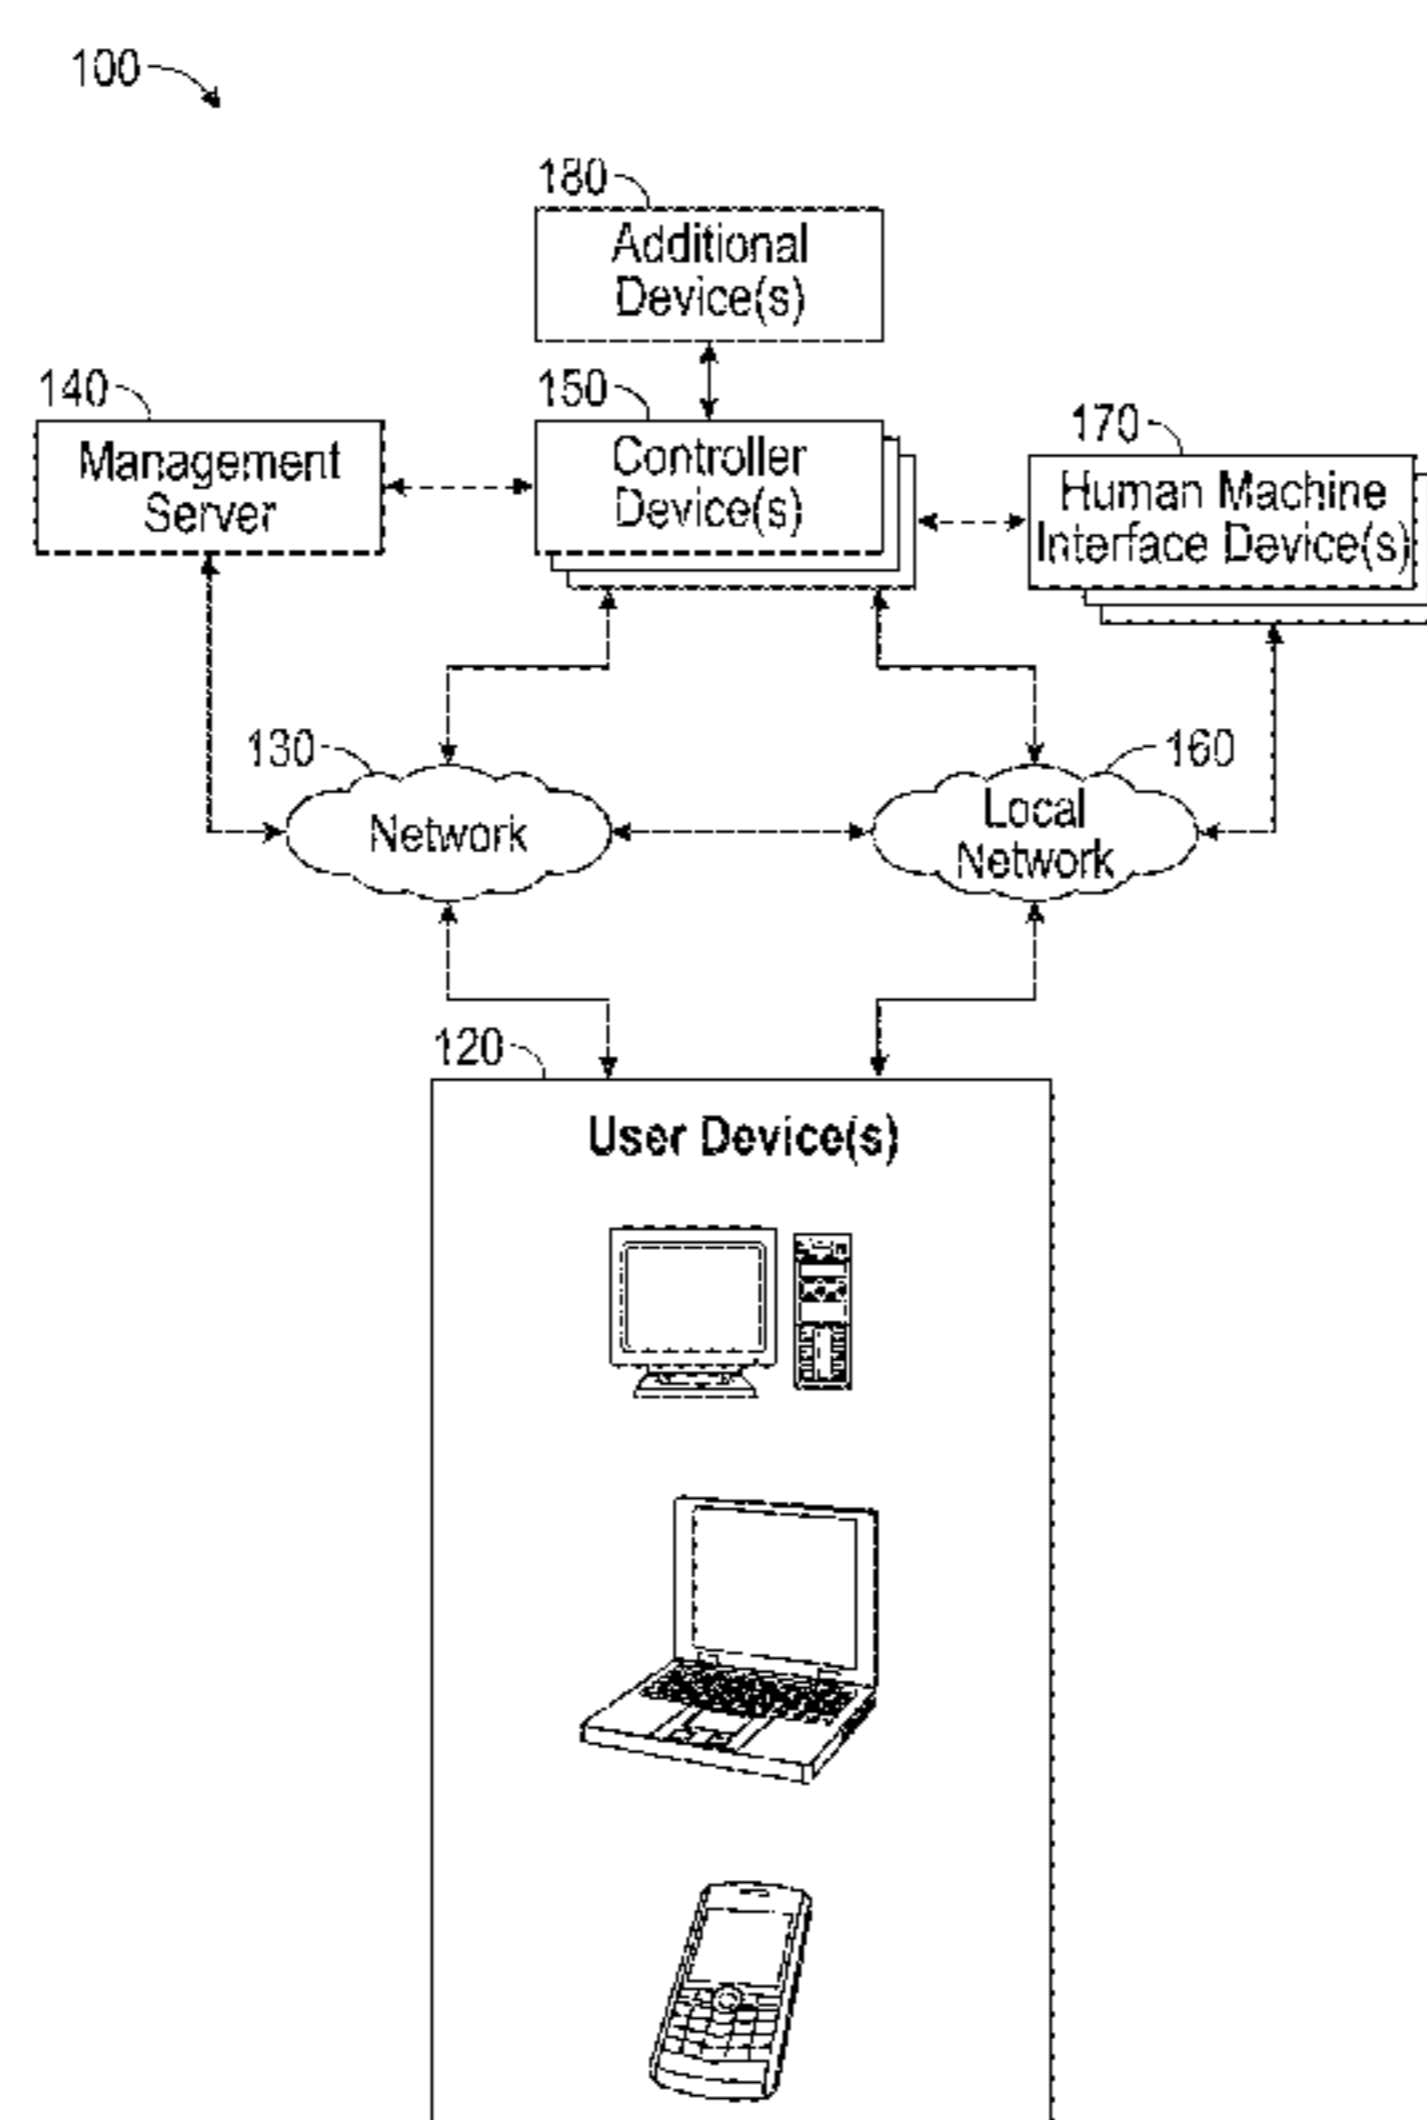 100
180
Additional
Device(s)
140
Management
Server
150
Controller
Device(s)
170
Human Machine
Interface Device(s)
130
Network
160
Local
Network
120
User Device(s)